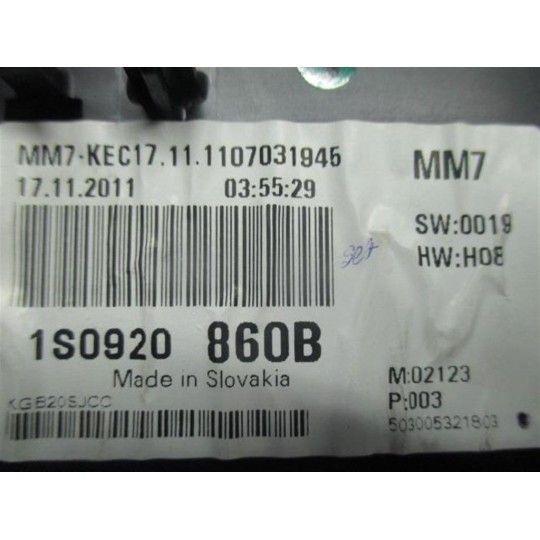 MM7-KEC17.11.1107031945
MM7
17.11.2011 03:55:29
SW:0019
HW:H08
1S0920 860B
Made in Slovakia
M:02123
KGB20SJCC
P:003
503005321803